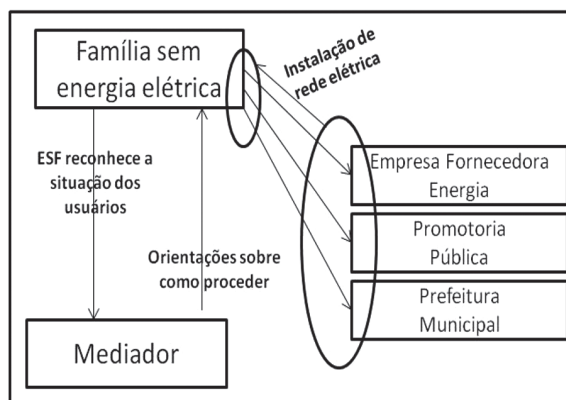 Família sem
energia elétrica
Instalação de
rede elétrica
ESF reconhece a
situação dos
usuários
Empresa Fornecedora
Energia
Promotoria
Pública
Orientações sobre
como proceder
Prefeitura
Municipal
Mediador